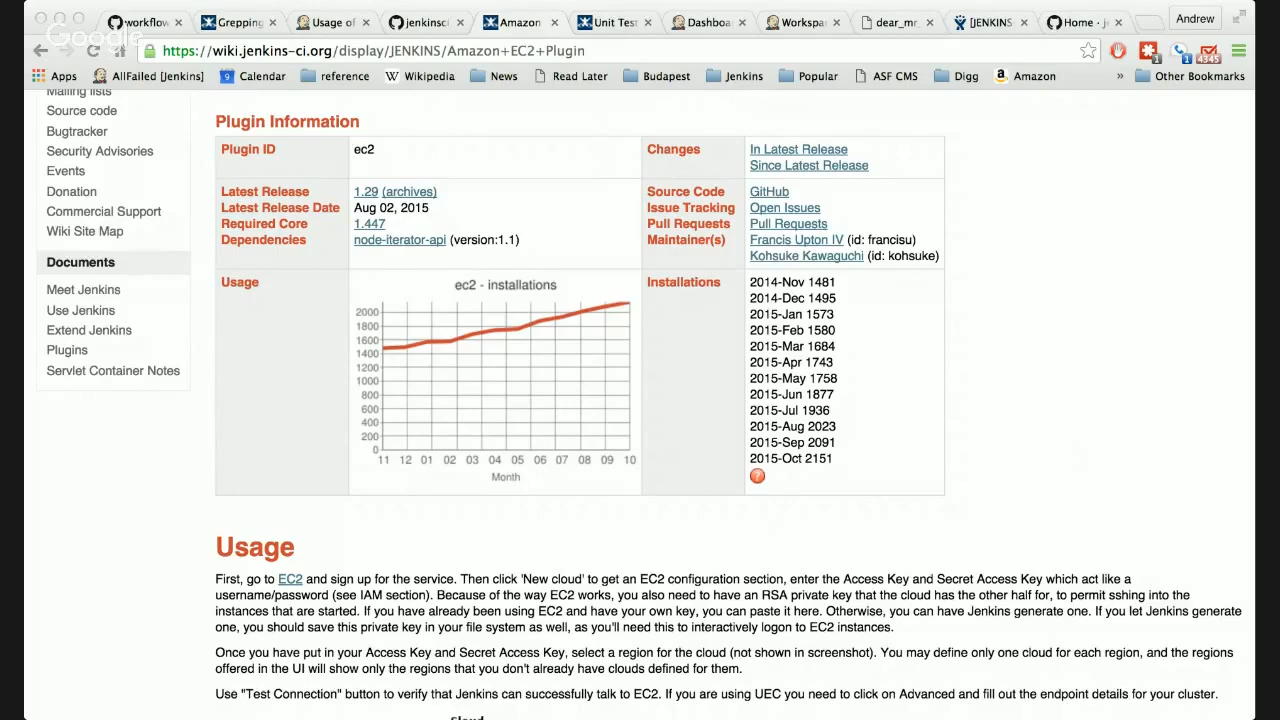 workflow
Grepping
Usage of
jenkinsc
Amazon
Unit Test
Dashboa
Workspa
dear_mr
[JENKINS
Home · je
Andrew
Google
https://wiki.jenkins-ci.org/display/JENKINS/Amazon+EC2+Plugin
1
1
4345
Apps
AllFailed [Jenkins]
9 Calendar
reference
W Wikipedia
News
Read Later
Budapest
Jenkins
Popular
ASF CMS
Digg
a Amazon
»
Other Bookmarks
Mailing lists
Source code
Bugtracker
Security Advisories
Events
Donation
Commercial Support
Wiki Site Map
Documents
Meet Jenkins
Use Jenkins
Extend Jenkins
Plugins
Servlet Container Notes
Plugin Information
Plugin ID ec2
Changes In Latest Release
Since Latest Release
Latest Release 1.29 (archives)
Latest Release Date Aug 02, 2015
Required Core 1.447
Dependencies node-iterator-api (version:1.1)
Source Code GitHub
Issue Tracking Open Issues
Pull Requests Pull Requests
Maintainer(s) Francis Upton IV (id: francisu)
Kohsuke Kawaguchi (id: kohsuke)
Usage
ec2 - installations
2000
1800
1600
1400
1200
1000
800
600
400
200
0
11 12 01 02 03 04 05 06 07 08 09 10
Month
Installations
2014-Nov 1481
2014-Dec 1495
2015-Jan 1573
2015-Feb 1580
2015-Mar 1684
2015-Apr 1743
2015-May 1758
2015-Jun 1877
2015-Jul 1936
2015-Aug 2023
2015-Sep 2091
2015-Oct 2151
?
Usage
First, go to EC2 and sign up for the service. Then click 'New cloud' to get an EC2 configuration section, enter the Access Key and Secret Access Key which act like a
username/password (see IAM section). Because of the way EC2 works, you also need to have an RSA private key that the cloud has the other half for, to permit sshing into the
instances that are started. If you have already been using EC2 and have your own key, you can paste it here. Otherwise, you can have Jenkins generate one. If you let Jenkins generate
one, you should save this private key in your file system as well, as you'll need this to interactively logon to EC2 instances.
Once you have put in your Access Key and Secret Access Key, select a region for the cloud (not shown in screenshot). You may define only one cloud for each region, and the regions
offered in the UI will show only the regions that you don't already have clouds defined for them.
Use "Test Connection" button to verify that Jenkins can successfully talk to EC2. If you are using UEC you need to click on Advanced and fill out the endpoint details for your cluster.
Cloud